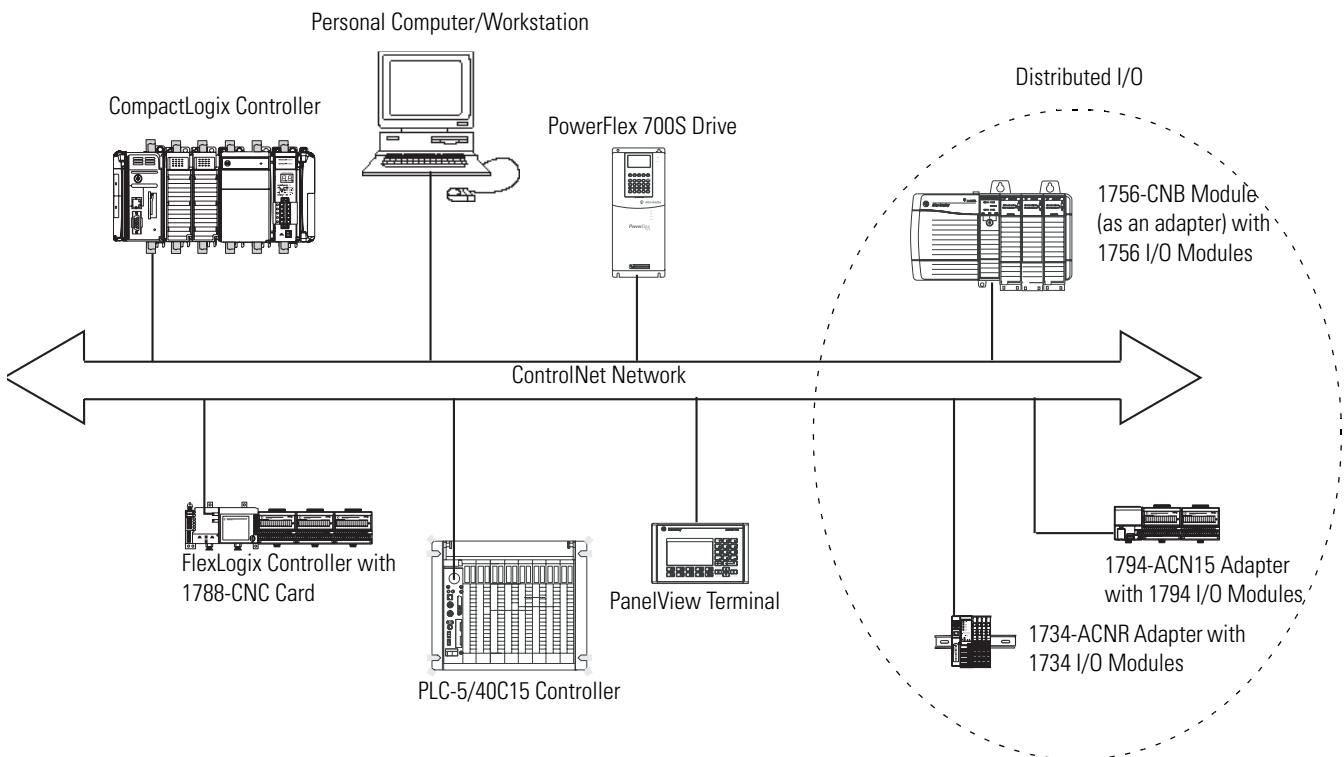 Personal Computer/Workstation
Distributed I/O
CompactLogix Controller
PowerFlex 700S Drive
1756-CNB Module
(as an adapter) with
1756 I/O Modules
PowerFlex
ControlNet Network
FlexLogix Controller with
1788-CNC Card
PanelView Terminal
1794-ACN15 Adapter
with 1794 I/O Modules
1734-ACNR Adapter with
1734 I/O Modules
PLC-5/40C15 Controller